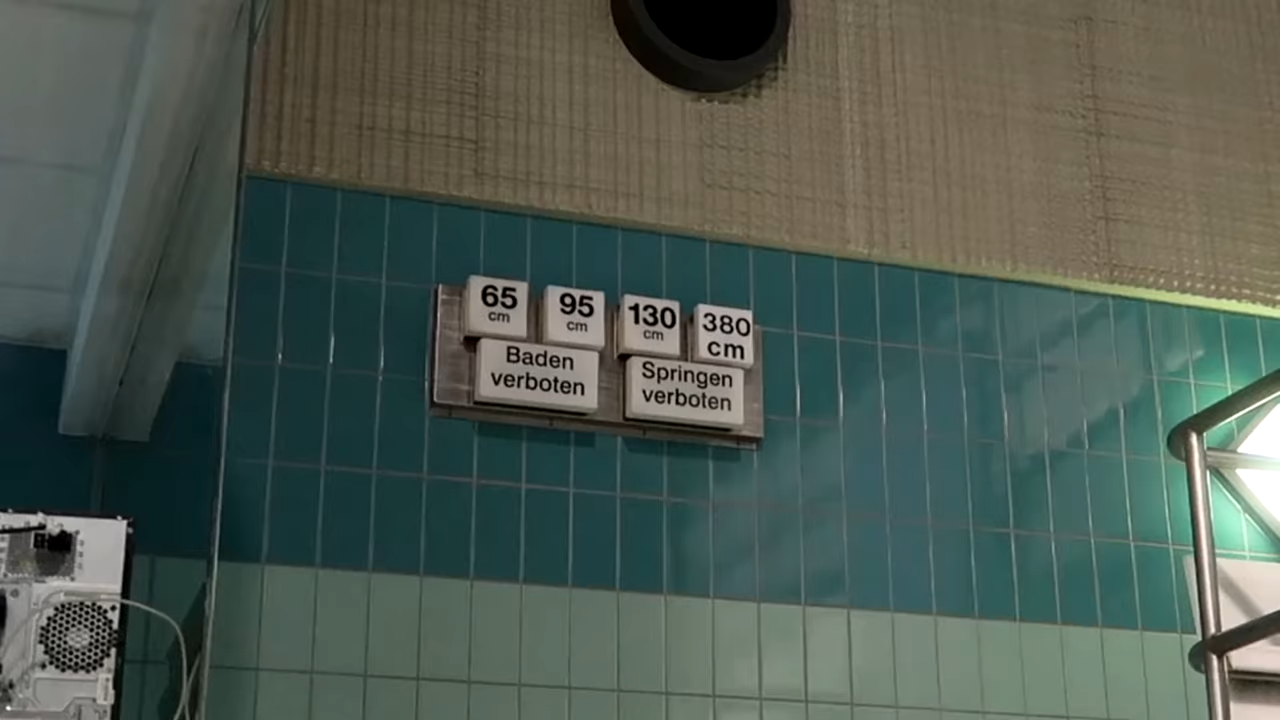 65 cm
95 cm
130 cm
380 cm
Baden
verboten
Springen
verboten